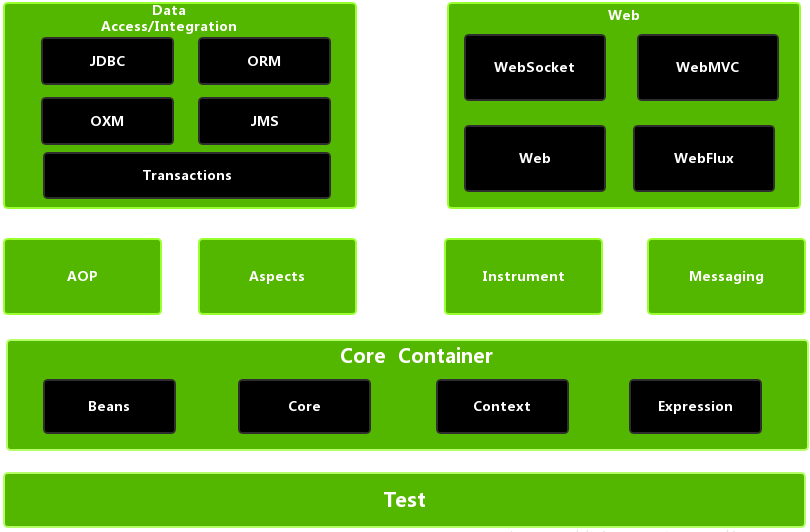 Data
Access/Integration
JDBC
ORM
OXM
JMS
Transactions
Web
WebSocket
WebMVC
Web
WebFlux
AOP
Aspects
Instrument
Messaging
Core Container
Beans
Core
Context
Expression
Test